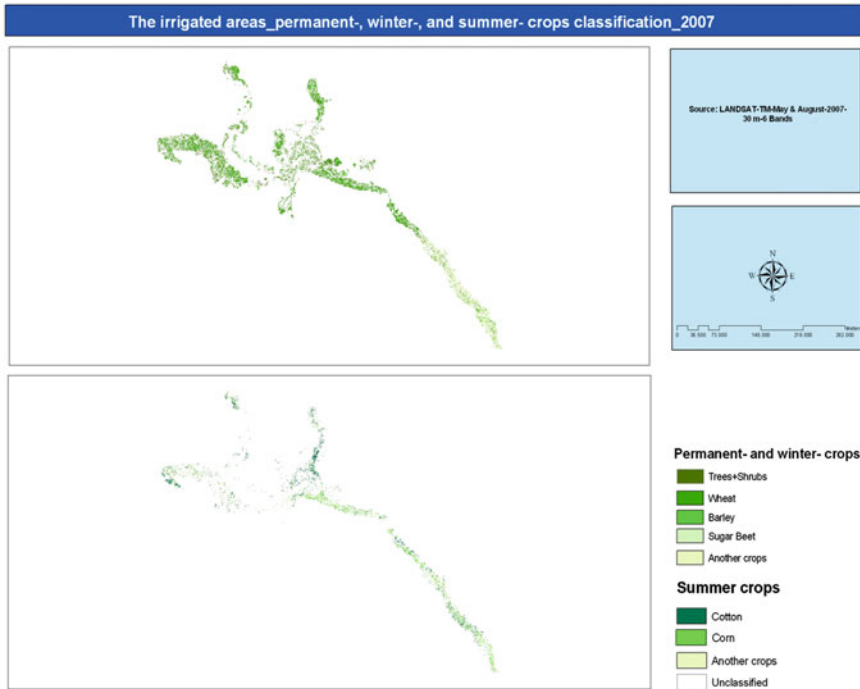 The irrigated areas_permanent-, winter-, and summer- crops classification_2007
Source: LANDSAT-TM-May & August-2007-
30 m-6 Bands
N
W E
S
Meters
0 36.500 73.000 146.000 219.000 292.000
Permanent- and winter- crops
Trees+Shrubs
Wheat
Barley
Sugar Beet
Another crops
Summer crops
Cotton
Corn
Another crops
Unclassified